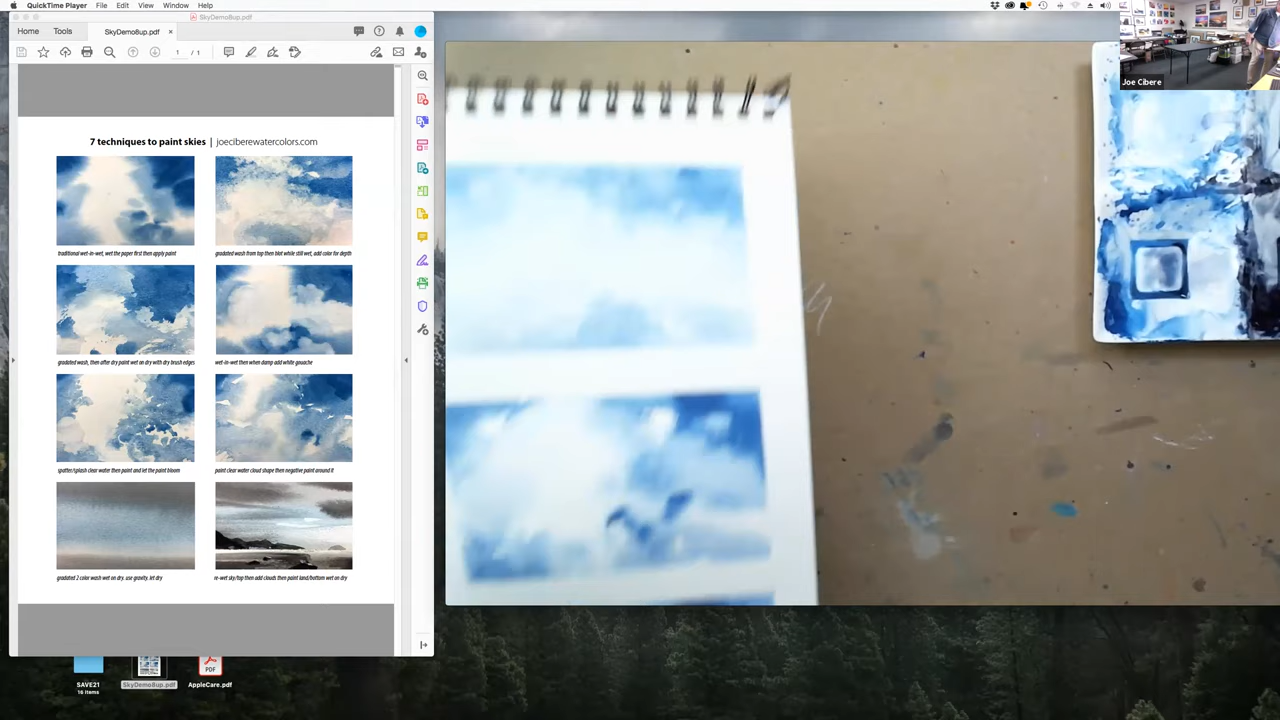 QuickTime Player File Edit View Window Help
SkyDemo8up.pdf
Home Tools SkyDemo8up.pdf ×
1 / 1
7 techniques to paint skies | joeciberewatercolors.com
traditional wet-in-wet, wet the paper first then apply paint
gradated wash from top then blot while still wet, add color for depth
gradated wash, then after dry paint wet on dry with dry brush edges
wet-in-wet then when damp add white gouache
spatter/splash clear water then paint and let the paint bloom
paint clear water cloud shape then negative paint around it
gradated 2 color wash wet on dry. use gravity. let dry
re-wet sky/top then add clouds then paint land/bottom wet on dry
Joe Cibere
PDF
SAVE21
16 items
SkyDemo8up.pdf
AppleCare.pdf